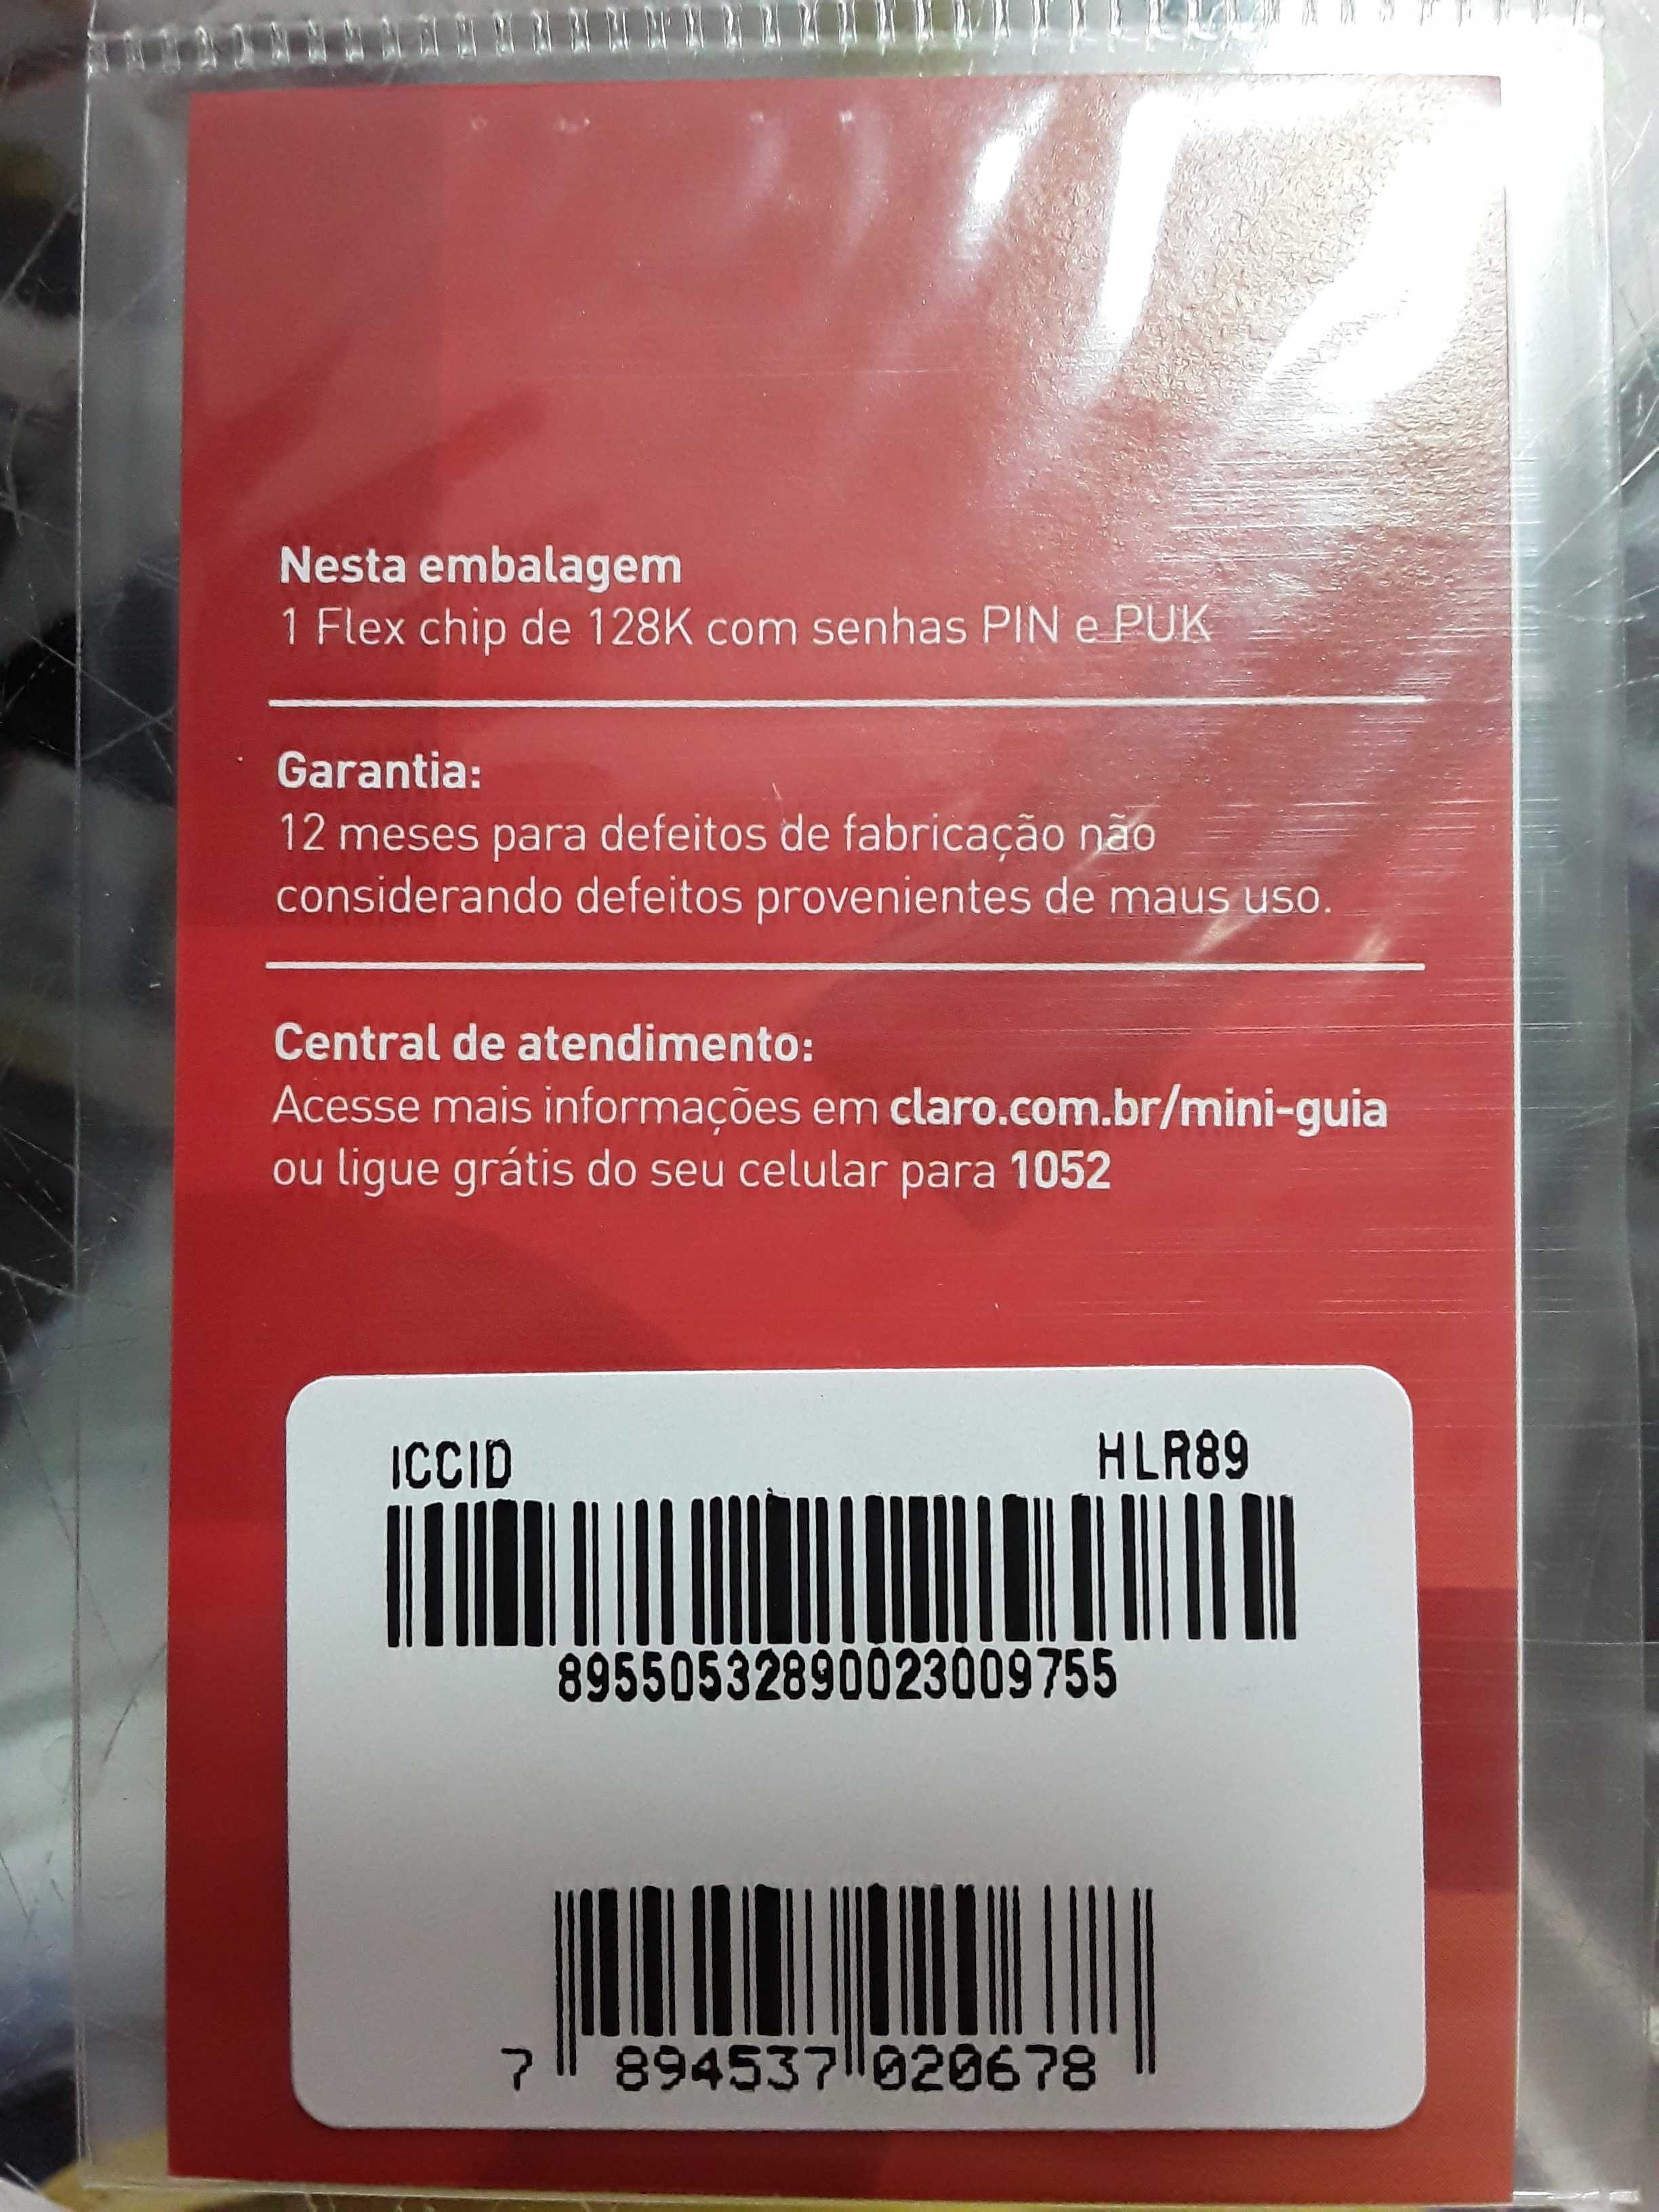 Nesta embalagem
1 Flex chip de 128K com senhas PIN e PUK
Garantia:
12 meses para defeitos de fabricação não
considerando defeitos provenientes de maus uso.
Central de atendimento:
Acesse mais informações em claro.com.br/mini-guia
ou ligue grátis do seu celular para 1052
ICCID HLR89
89550532890023009755
7 894537 020678